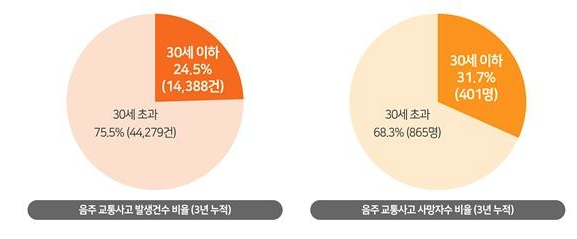 30세 이하
24.5%
(14,388건)
30세 초과
75.5% (44,279건)
음주 교통사고 발생건수 비율 (3년 누적)
30세 이하
31.7%
(401명)
30세 초과
68.3% (865명)
음주 교통사고 사망자수 비율 (3년 누적)